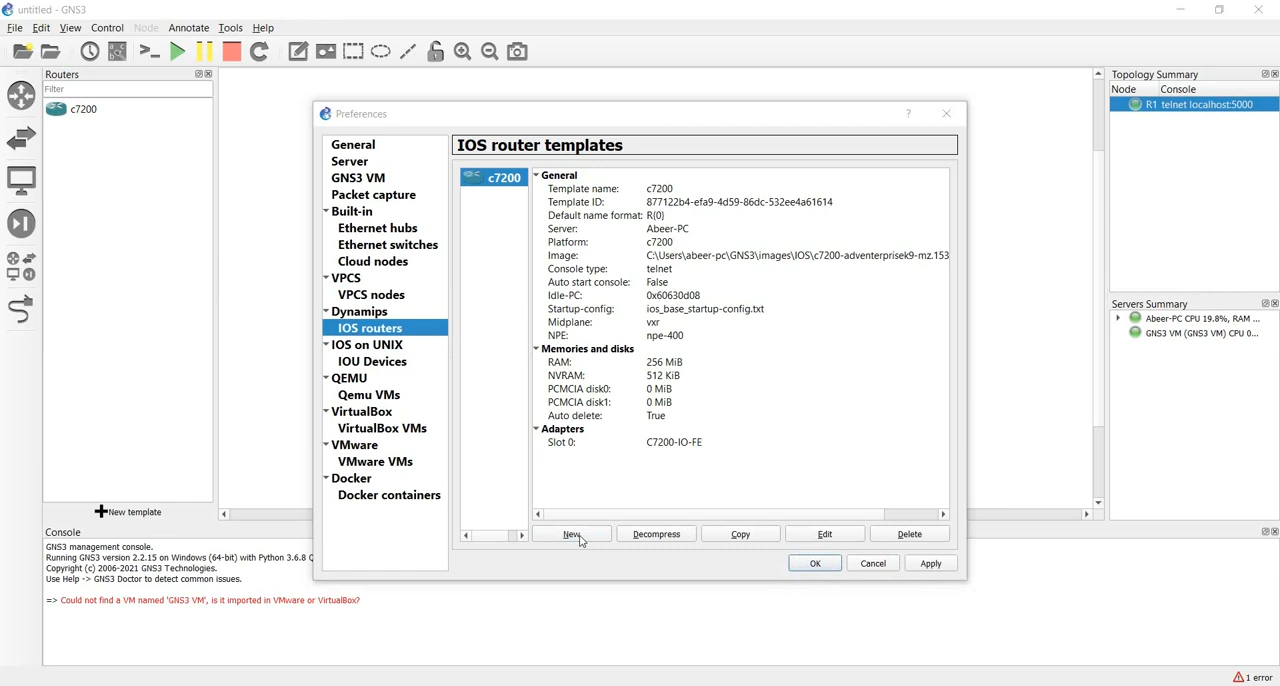 untitled - GNS3
File Edit View Control Node Annotate Tools Help
Routers
Filter
c7200
New template
Preferences
?
General
Server
GNS3 VM
Packet capture
Built-in
Ethernet hubs
Ethernet switches
Cloud nodes
VPCS
VPCS nodes
Dynamips
IOS routers
IOS on UNIX
IOU Devices
QEMU
Qemu VMs
VirtualBox
VirtualBox VMs
VMware
VMware VMs
Docker
Docker containers
IOS router templates
c7200
General
Template name: c7200
Template ID: 877122b4-efa9-4d59-86dc-532ee4a61614
Default name format: R{0}
Server: Abeer-PC
Platform: c7200
Image: C:\Users\abeer-pc\GNS3\images\IOS\c7200-adventerprisek9-mz.153
Console type: telnet
Auto start console: False
Idle-PC: 0x60630d08
Startup-config: ios_base_startup-config.txt
Midplane: vxr
NPE: npe-400
Memories and disks
RAM: 256 MiB
NVRAM: 512 KiB
PCMCIA disk0: 0 MiB
PCMCIA disk1: 0 MiB
Auto delete: True
Adapters
Slot 0: C7200-IO-FE
New Decompress Copy Edit Delete
OK Cancel Apply
Topology Summary
Node Console
R1 telnet localhost:5000
Servers Summary
Abeer-PC CPU 19.8%, RAM ...
GNS3 VM (GNS3 VM) CPU 0...
Console
GNS3 management console.
Running GNS3 version 2.2.15 on Windows (64-bit) with Python 3.6.8 Q
Copyright (c) 2006-2021 GNS3 Technologies.
Use Help -> GNS3 Doctor to detect common issues.
=> Could not find a VM named 'GNS3 VM', is it imported in VMware or VirtualBox?
1 error